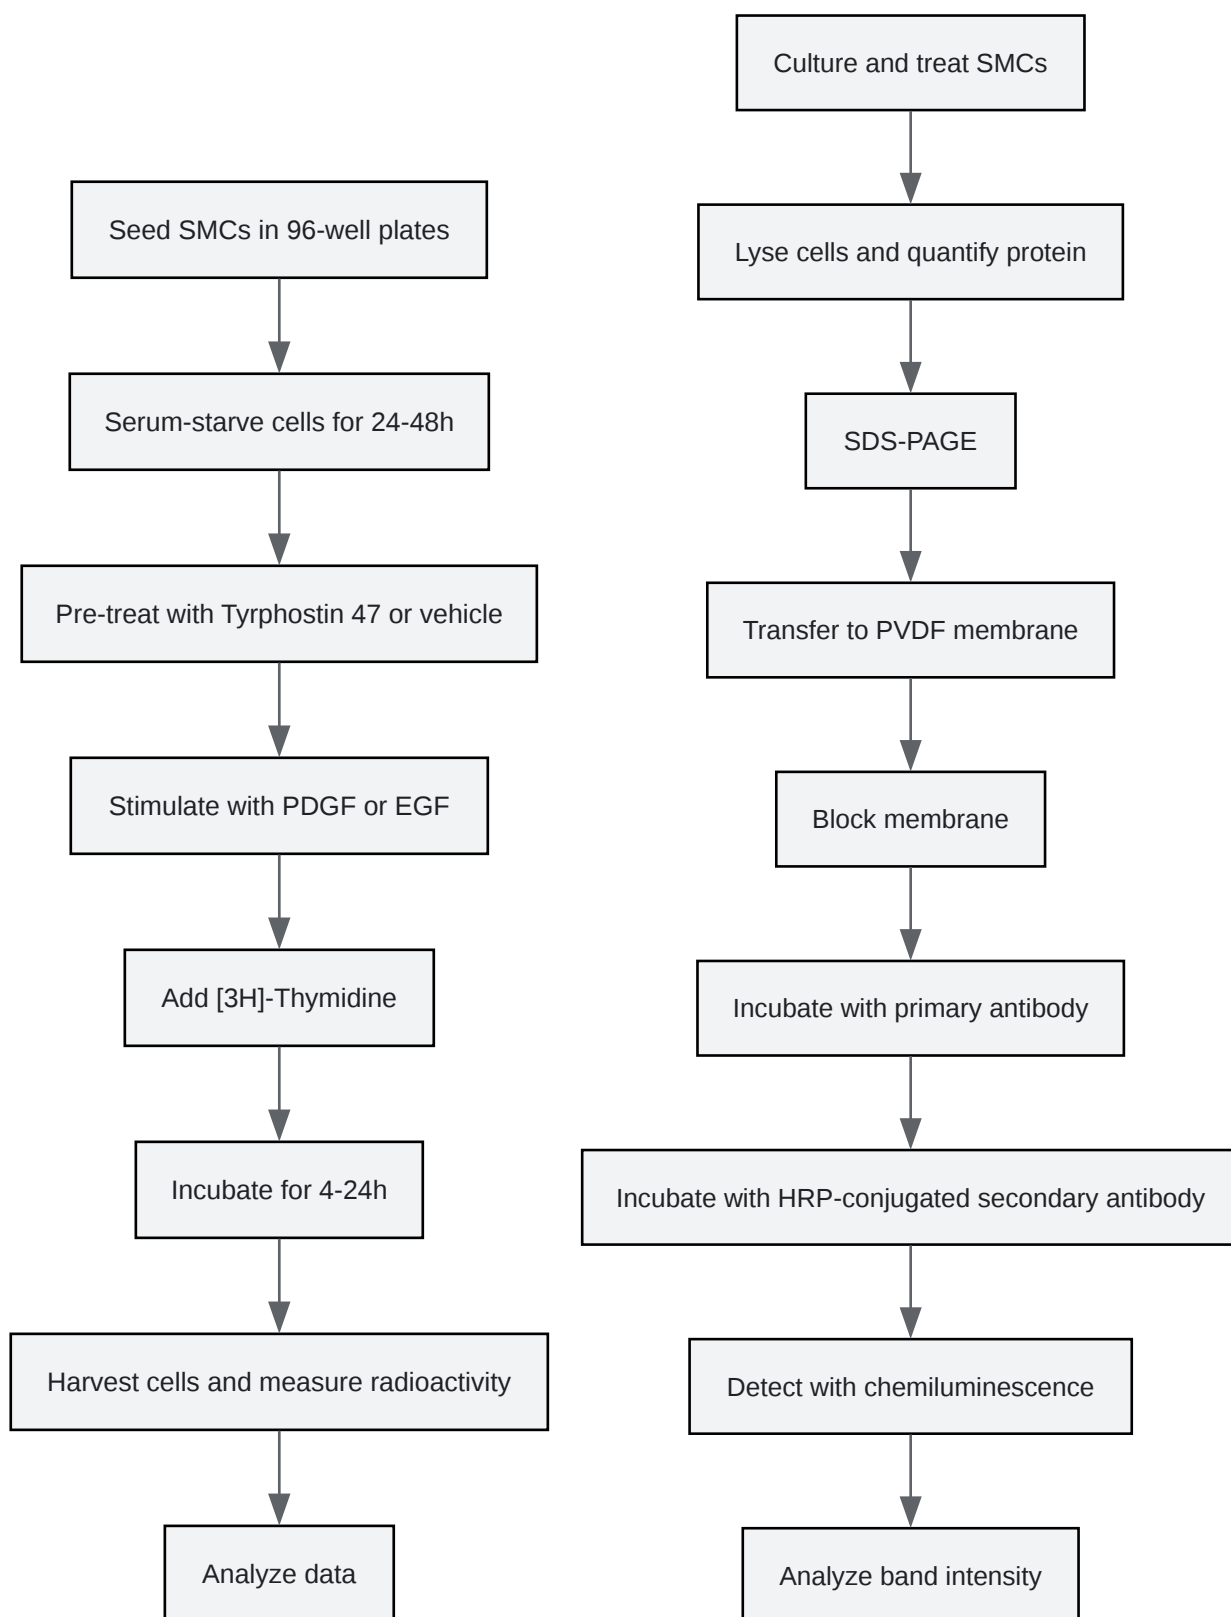 Seed SMCs in 96-well plates
Serum-starve cells for 24-48h
Pre-treat with Tyrphostin 47 or vehicle
Stimulate with PDGF or EGF
Add [3H]-Thymidine
Incubate for 4-24h
Harvest cells and measure radioactivity
Analyze data
Culture and treat SMCs
Lyse cells and quantify protein
SDS-PAGE
Transfer to PVDF membrane
Block membrane
Incubate with primary antibody
Incubate with HRP-conjugated secondary antibody
Detect with chemiluminescence
Analyze band intensity